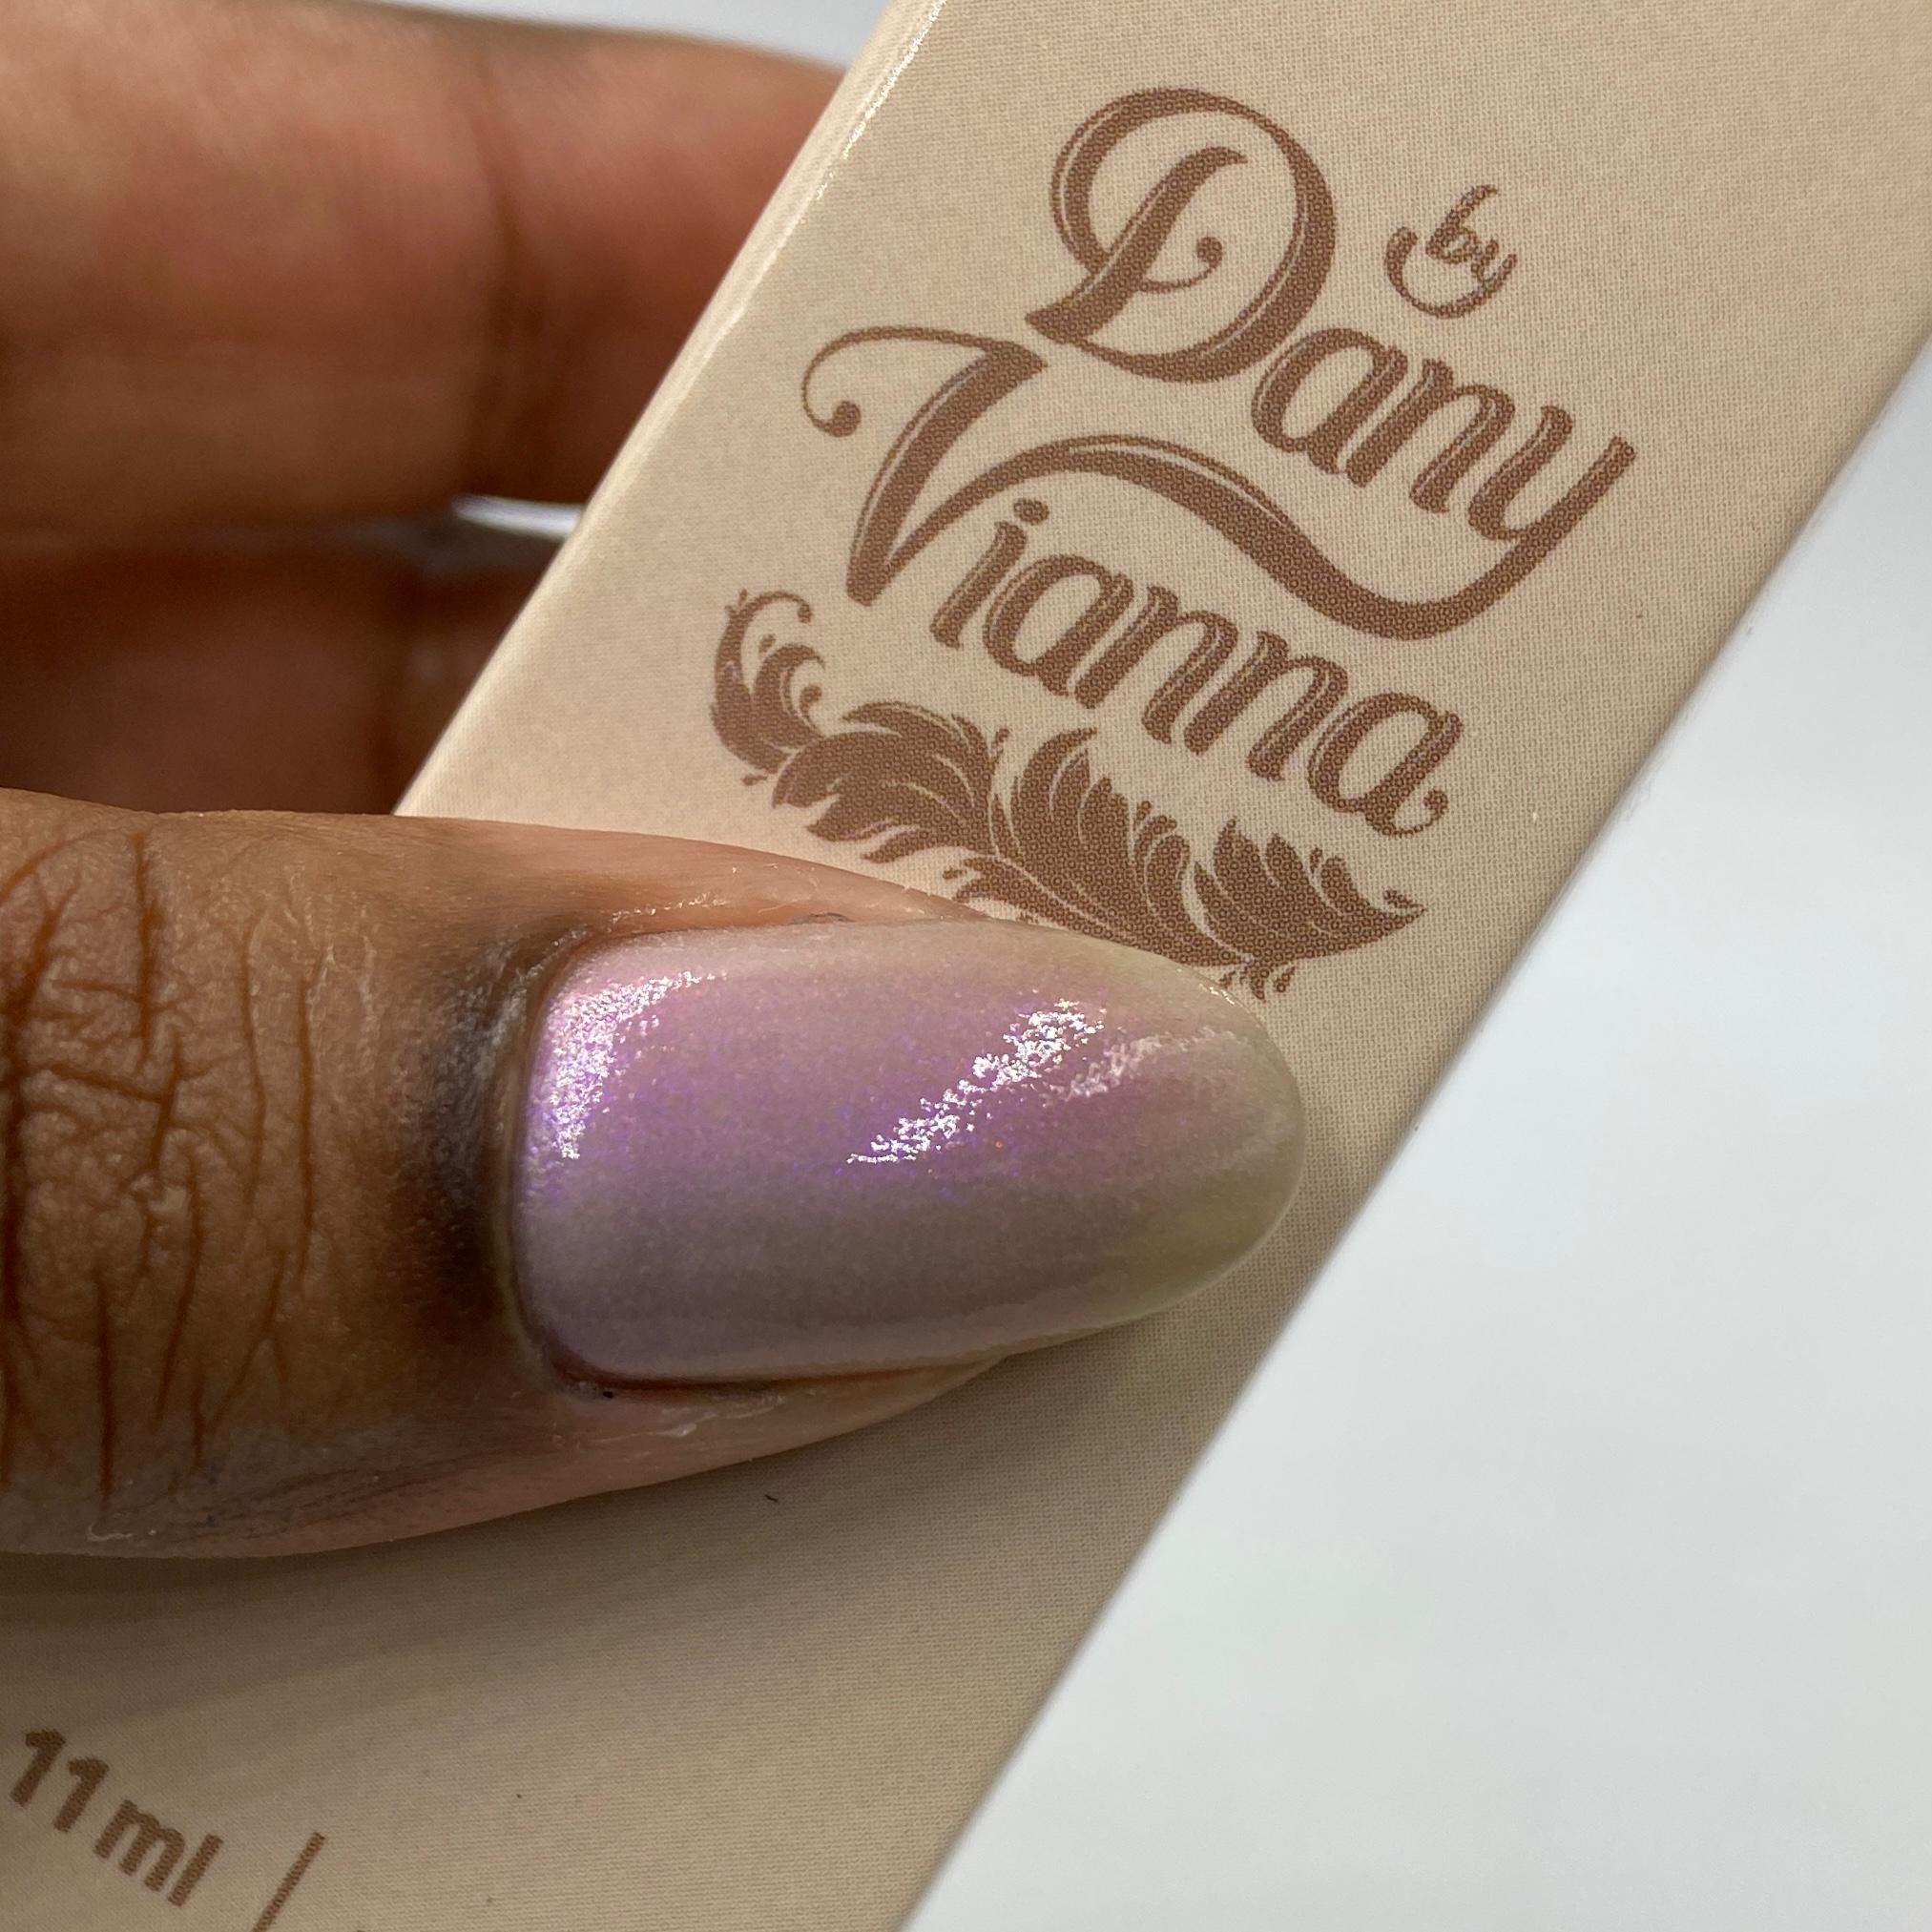 by
Dany
Vianna
11 ml |